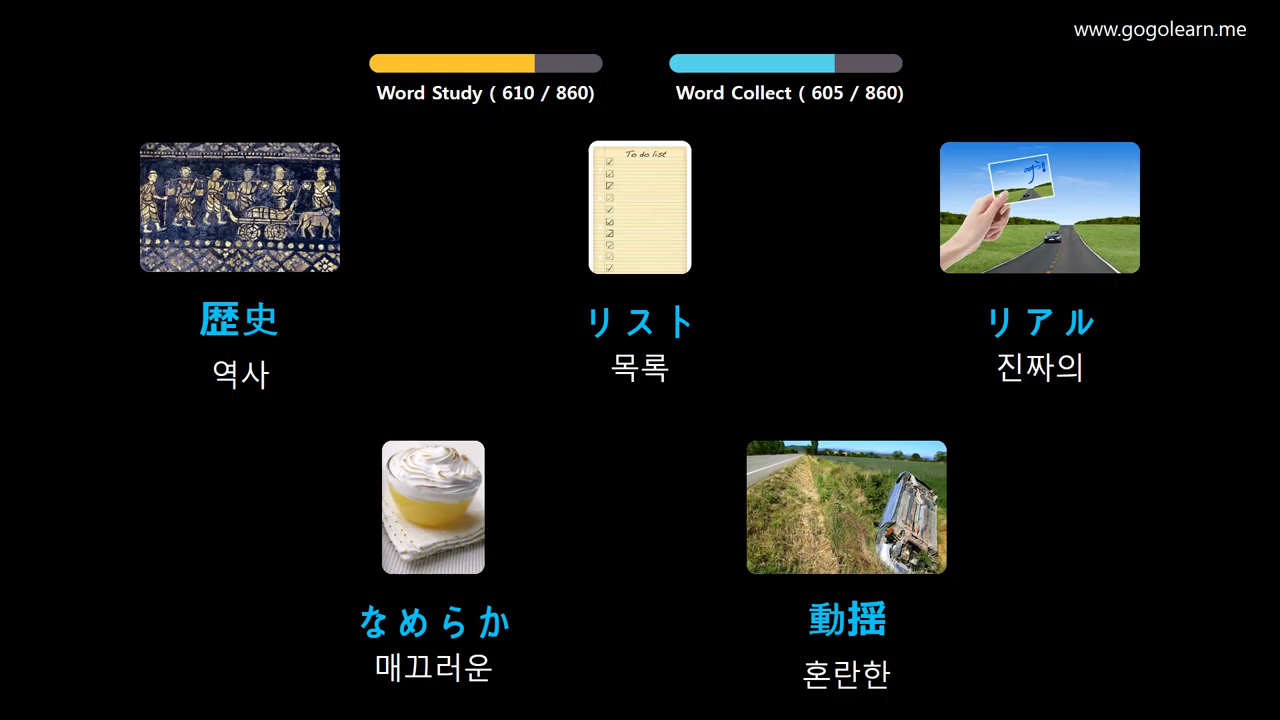 www.gogolearn.me
Word Study ( 610 / 860)
Word Collect ( 605 / 860)
To do list
歴史
역사
リスト
목록
リアル
진짜의
なめらか
매끄러운
動揺
혼란한